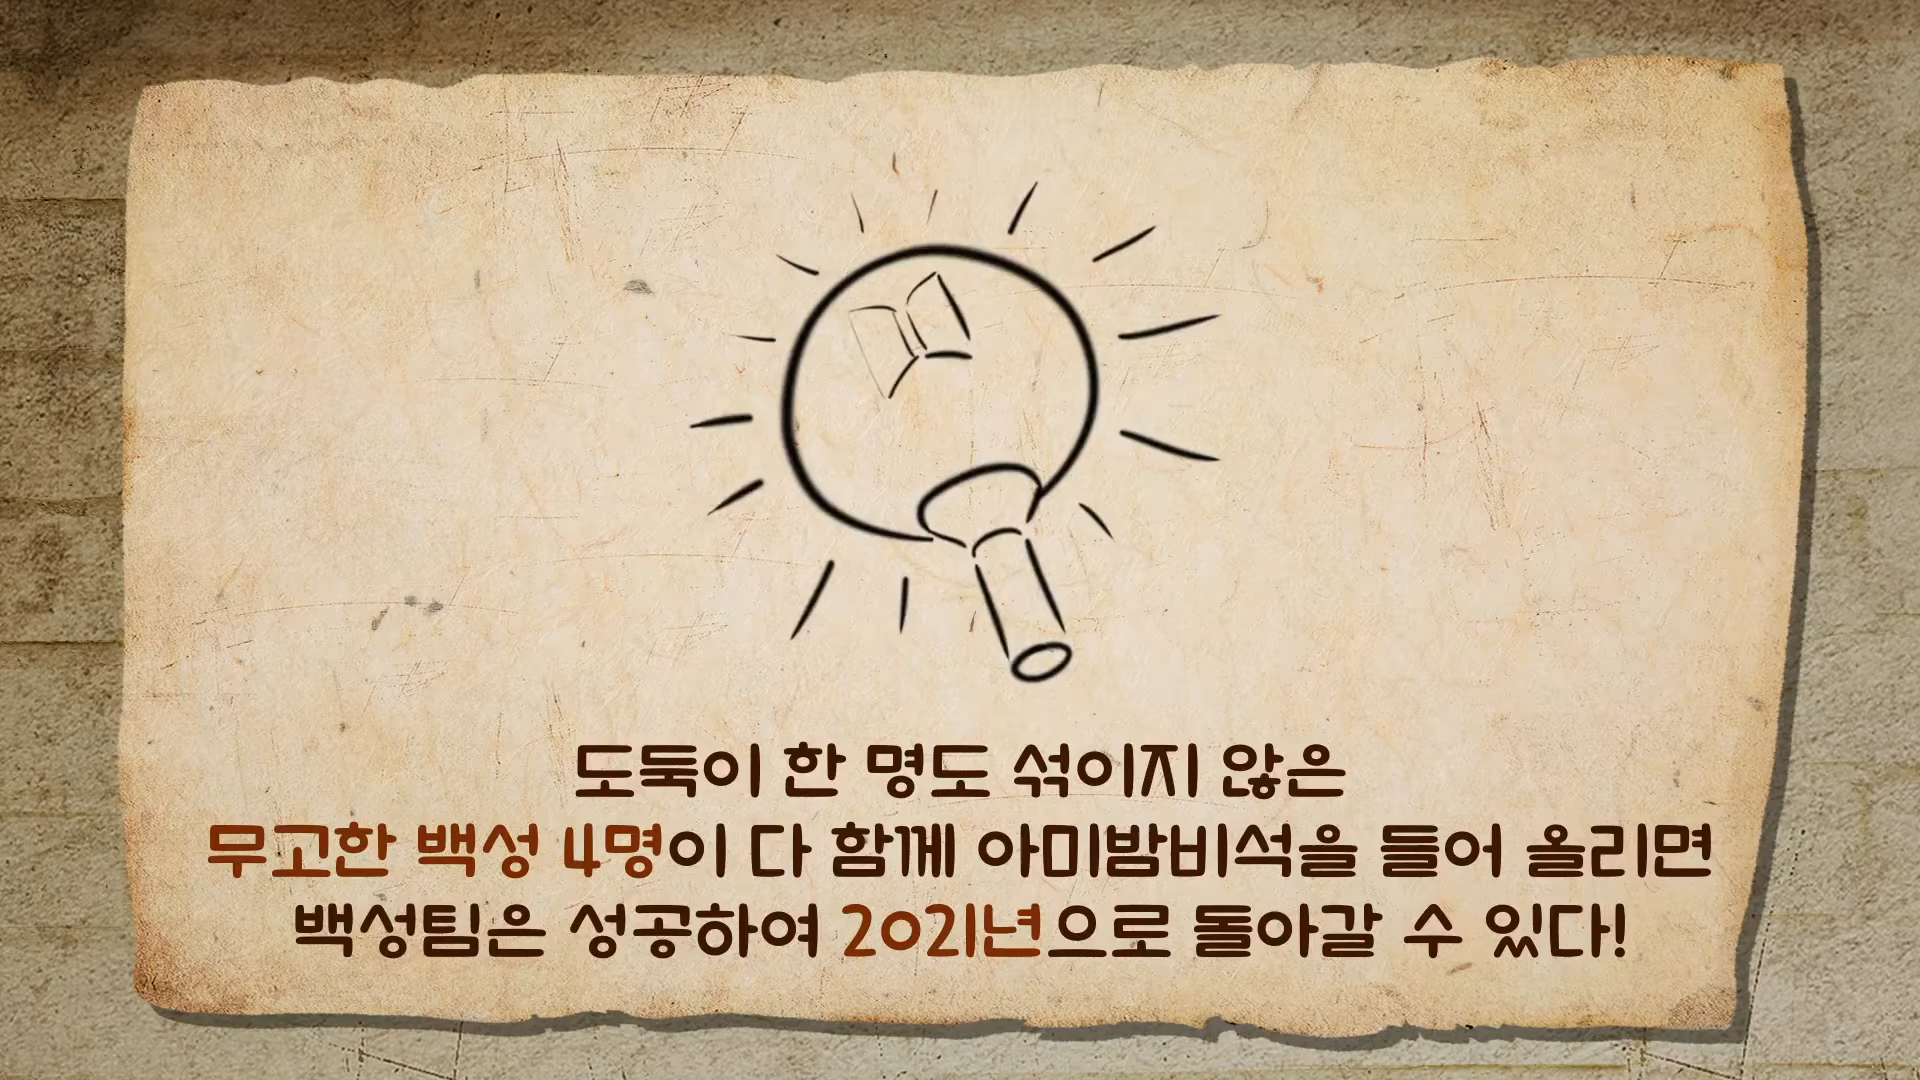 도둑이 한 명도 섞이지 않은
무고한 백성 4명이 다 함께 아미밤비석을 들어 올리면
백성팀은 성공하여 2021년으로 돌아갈 수 있다!